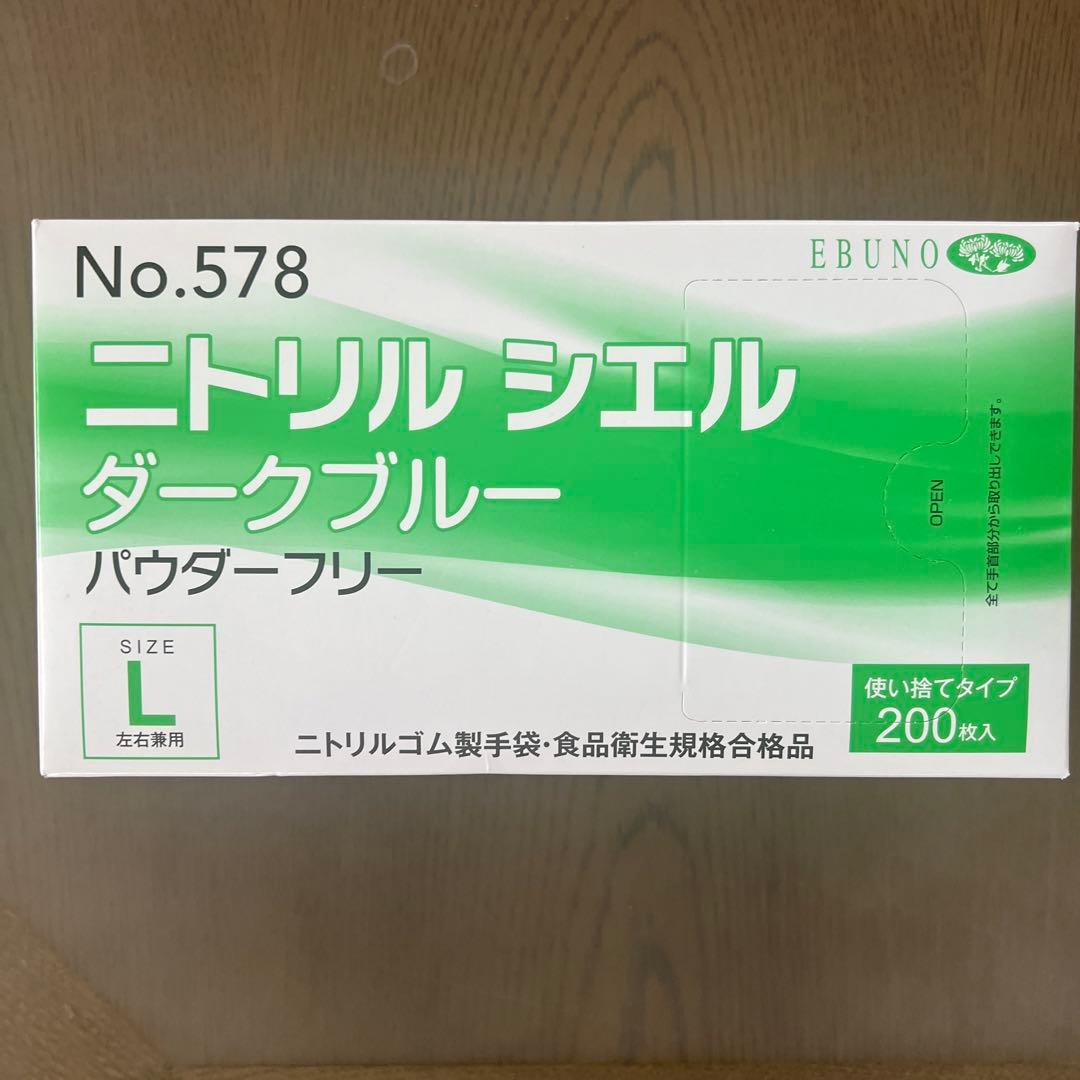 No.578
EBUNO
ニトリル シエル
ダークブルー
パウダーフリー
OPEN
全て手首部分から取り出しできます。
SIZE
L
左右兼用
ニトリルゴム製手袋・食品衛生規格合格品
使い捨てタイプ
200枚入